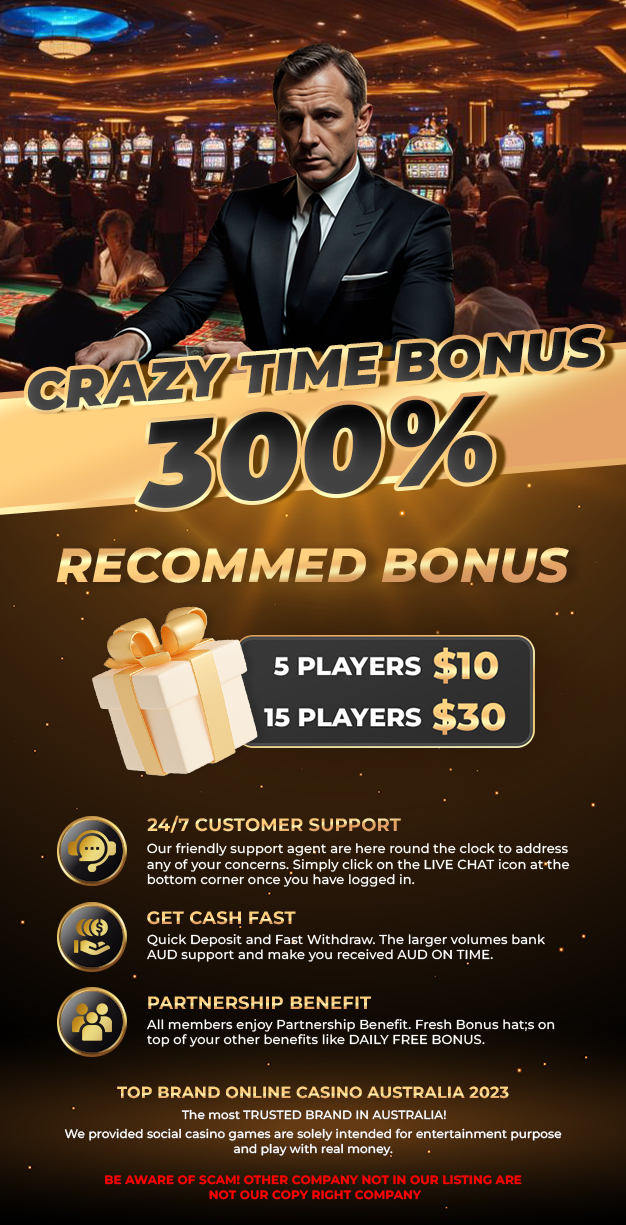 CRAZY TIME BONUS
300%
RECOMMED BONUS
5 PLAYERS $10
15 PLAYERS $30
24/7 CUSTOMER SUPPORT
Our friendly support agent are here round the clock to address
any of your concerns. Simply click on the LIVE CHAT icon at the
bottom corner once you have logged in.
GET CASH FAST
Quick Deposit and Fast Withdraw. The larger volumes bank
AUD support and make you received AUD ON TIME.
PARTNERSHIP BENEFIT
All members enjoy Partnership Benefit. Fresh Bonus hat;s on
top of your other benefits like DAILY FREE BONUS.
TOP BRAND ONLINE CASINO AUSTRALIA 2023
The most TRUSTED BRAND IN AUSTRALIA!
We provided social casino games are solely intended for entertainment purpose
and play with real money.
BE AWARE OF SCAM! OTHER COMPANY NOT IN OUR LISTING ARE
NOT OUR COPY RIGHT COMPANY